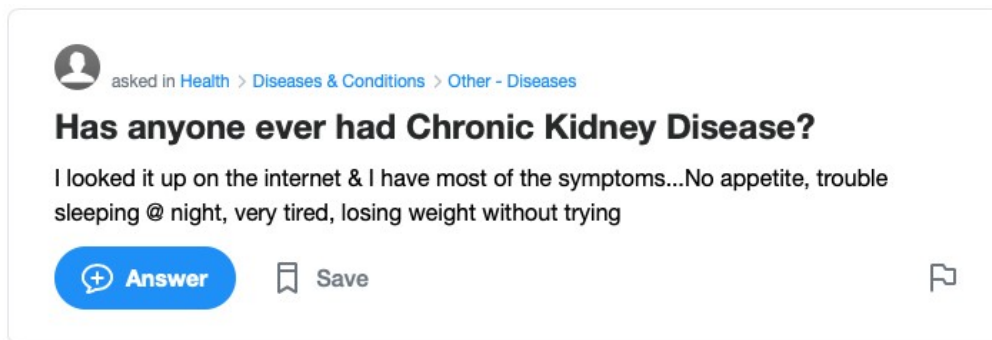 asked in Health > Diseases & Conditions > Other - Diseases
Has anyone ever had Chronic Kidney Disease?
I looked it up on the internet & I have most of the symptoms...No appetite, trouble
sleeping @ night, very tired, losing weight without trying
Answer Save